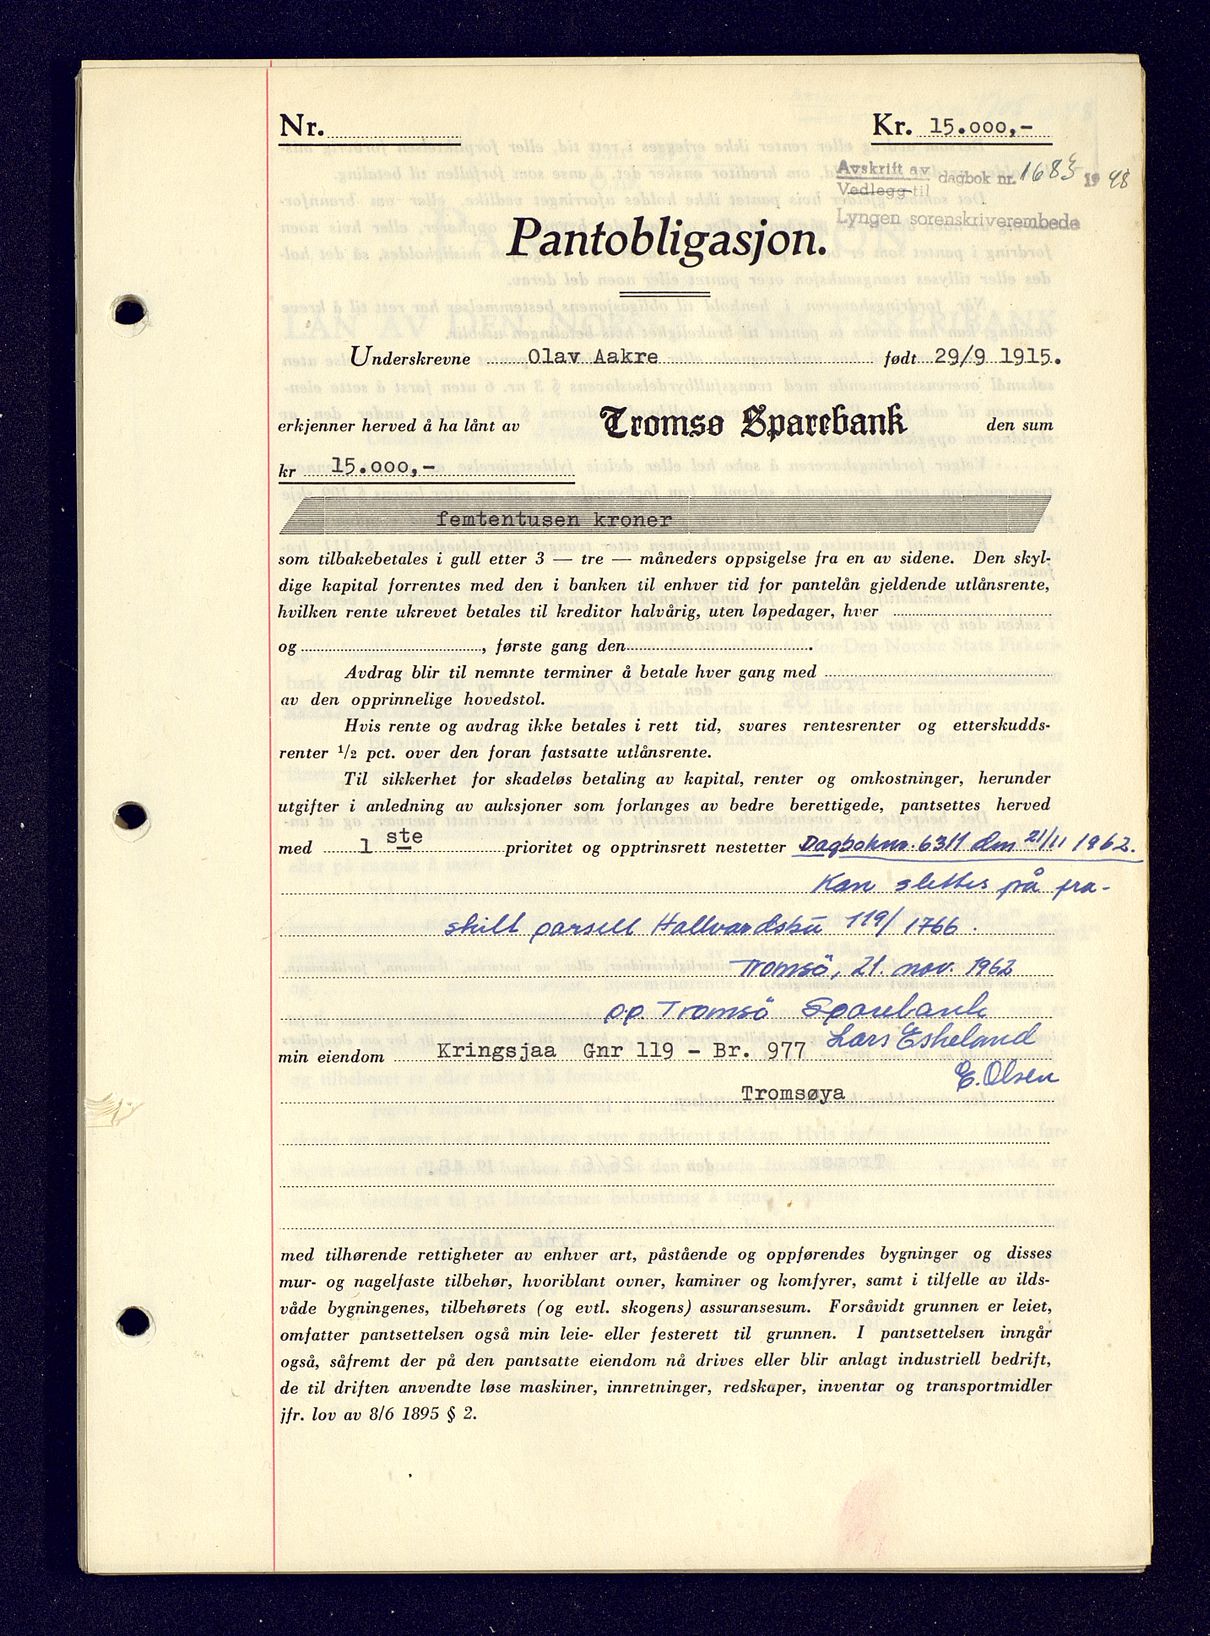 Nr.
Kr. 15.000,-
Avskrift av
Vedlegg til dagbok nr. 1683 1948
Lyngen sorenskriverembede
Pantobligasjon.
Underskrevne Olav Aakre født 29/9 1915.
erkjenner herved å ha lånt av Tromsø Sparebank den sum
kr 15.000,-
femtentusen kroner
som tilbakebetales i gull etter 3 — tre — måneders oppsigelse fra en av sidene. Den skyl-
dige kapital forrentes med den i banken til enhver tid for pantelån gjeldende utlånsrente,
hvilken rente ukrevet betales til kreditor halvårig, uten løpedager, hver
og , første gang den .
Avdrag blir til nemnte terminer å betale hver gang med
av den opprinnelige hovedstol.
Hvis rente og avdrag ikke betales i rett tid, svares rentesrenter og etterskudds-
renter 1/2 pct. over den foran fastsatte utlånsrente.
Til sikkerhet for skadeløs betaling av kapital, renter og omkostninger, herunder
utgifter i anledning av auksjoner som forlanges av bedre berettigede, pantsettes herved
med 1 ste prioritet og opptrinsrett nestetter Dagboknr. 6311 den 21/11 1962.
Kan slettes på fra-
skilt parsell Hallvardsbu 119/1766.
Tromsö, 21. nov. 1962
p.p. Tromsö Sparebank
Lars Eskeland
min eiendom Kringsjaa Gnr 119 - Br. 977
E. Olsen
Tromsøya
med tilhørende rettigheter av enhver art, påstående og oppførendes bygninger og disses
mur- og nagelfaste tilbehør, hvoriblant ovner, kaminer og komfyrer, samt i tilfelle av ilds-
våde bygningenes, tilbehørets (og evtl. skogens) assuransesum. Forsåvidt grunnen er leiet,
omfatter pantsettelsen også min leie- eller festerett til grunnen. I pantsettelsen inngår
også, såfremt der på den pantsatte eiendom nå drives eller blir anlagt industriell bedrift,
de til driften anvendte løse maskiner, innretninger, redskaper, inventar og transportmidler
jfr. lov av 8/6 1895 § 2.